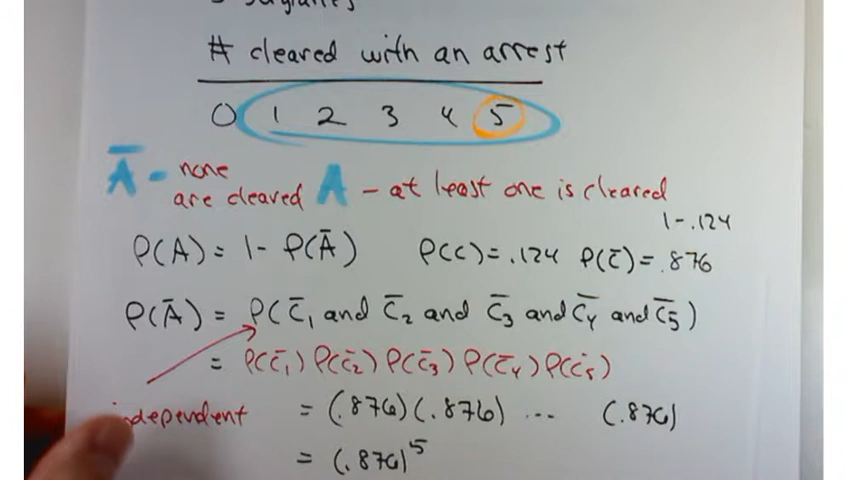 # cleared with an arrest
0 1 2 3 4 5
A̅ - none are cleared A - at least one is cleared
1 - .124
P(A) = 1 - P(A̅) P(C) = .124 P(C̅) = .876
P(A̅) = P(C̅₁ and C̅₂ and C̅₃ and C̅₄ and C̅₅)
= P(C̅₁) P(C̅₂) P(C̅₃) P(C̅₄) P(C̅₅)
independent = (.876)(.876) ... (.876)
= (.876)⁵